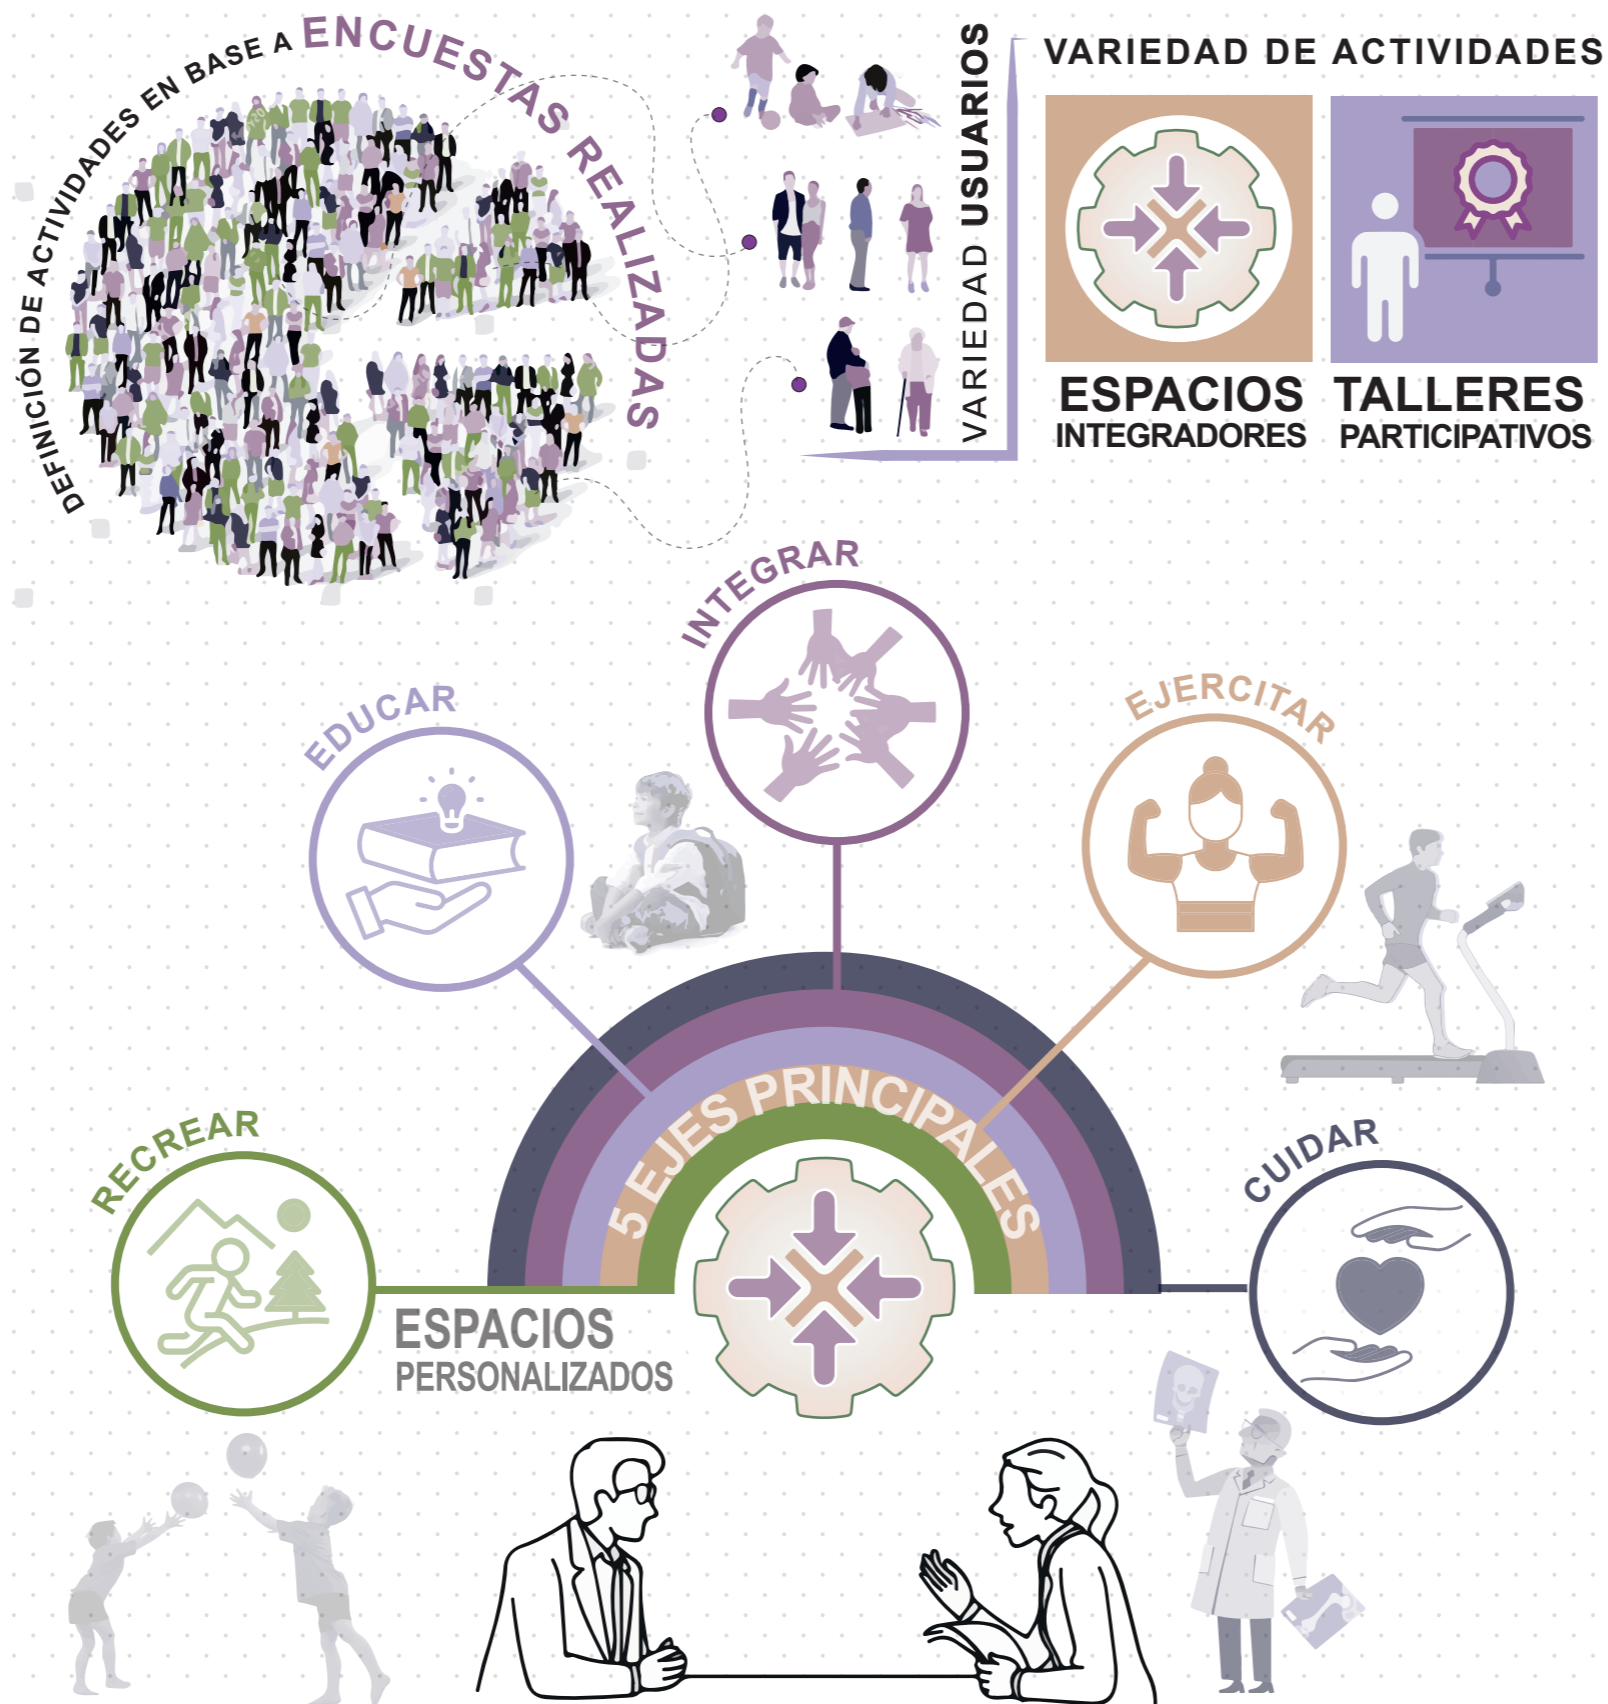 DEFINICIÓN DE ACTIVIDADES EN BASE A ENCUESTAS REALIZADAS
VARIEDAD USUARIOS
VARIEDAD DE ACTIVIDADES
ESPACIOS
INTEGRADORES
TALLERES
PARTICIPATIVOS
INTEGRAR
EDUCAR
EJERCITAR
RECREAR
CUIDAR
5 EJES PRINCIPALES
ESPACIOS
PERSONALIZADOS